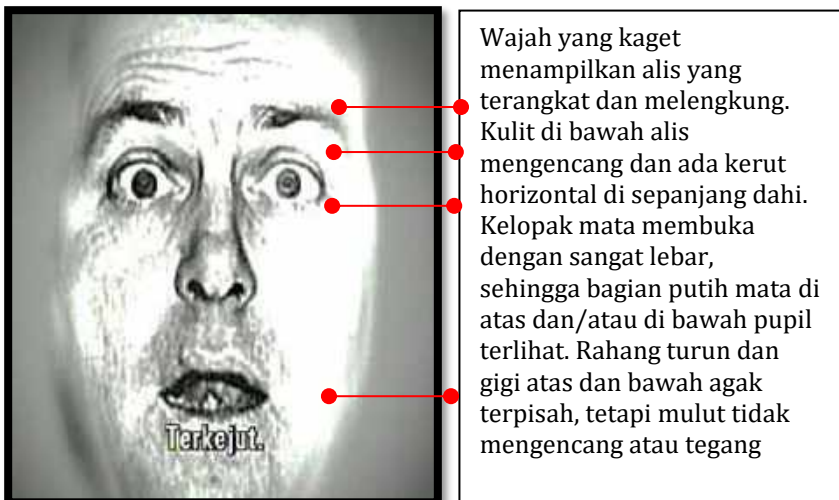 Wajah yang kaget
menampilkan alis yang
terangkat dan melengkung.
Kulit di bawah alis
mengencang dan ada kerut
horizontal di sepanjang dahi.
Kelopak mata membuka
dengan sangat lebar,
sehingga bagian putih mata di
atas dan/atau di bawah pupil
terlihat. Rahang turun dan
gigi atas dan bawah agak
terpisah, tetapi mulut tidak
mengencang atau tegang
Terkejut.